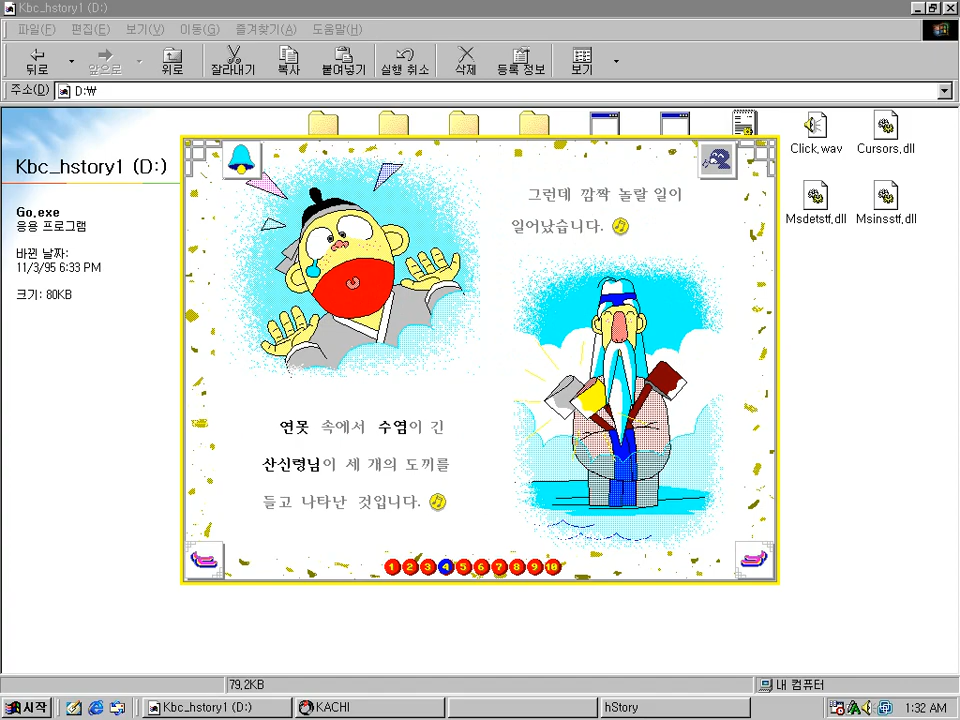 Kbc_hstory1 (D:)
파일(F) 편집(E) 보기(V) 이동(G) 즐겨찾기(A) 도움말(H)
뒤로 앞으로 위로 잘라내기 복사 붙여넣기 실행 취소 삭제 등록 정보 보기
주소(D) D:₩
Kbc_hstory1 (D:)
Go.exe
응용 프로그램
바뀐 날짜:
11/3/95 6:33 PM
크기: 80KB
Click.wav Cursors.dll
Msdetstf.dll Msinsstf.dll
그런데 깜짝 놀랄 일이
일어났습니다.
연못 속에서 수염이 긴
산신령님이 세 개의 도끼를
들고 나타난 것입니다.
1 2 3 4 5 6 7 8 9 10
79.2KB 내 컴퓨터
시작 Kbc_hstory1 (D:) KACHI hStory 1:32 AM